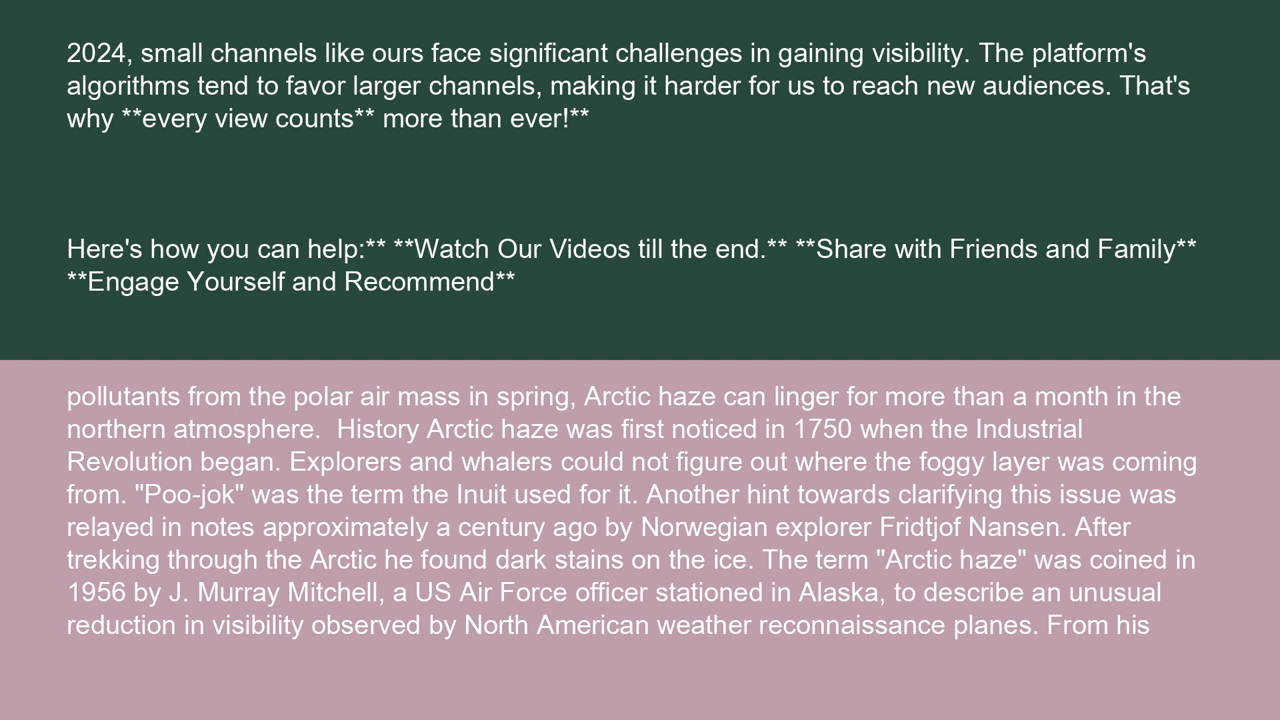 2024, small channels like ours face significant challenges in gaining visibility. The platform's
algorithms tend to favor larger channels, making it harder for us to reach new audiences. That's
why **every view counts** more than ever!**
Here's how you can help:** **Watch Our Videos till the end.** **Share with Friends and Family**
**Engage Yourself and Recommend**
pollutants from the polar air mass in spring, Arctic haze can linger for more than a month in the
northern atmosphere.  History Arctic haze was first noticed in 1750 when the Industrial
Revolution began. Explorers and whalers could not figure out where the foggy layer was coming
from. "Poo-jok" was the term the Inuit used for it. Another hint towards clarifying this issue was
relayed in notes approximately a century ago by Norwegian explorer Fridtjof Nansen. After
trekking through the Arctic he found dark stains on the ice. The term "Arctic haze" was coined in
1956 by J. Murray Mitchell, a US Air Force officer stationed in Alaska, to describe an unusual
reduction in visibility observed by North American weather reconnaissance planes. From his